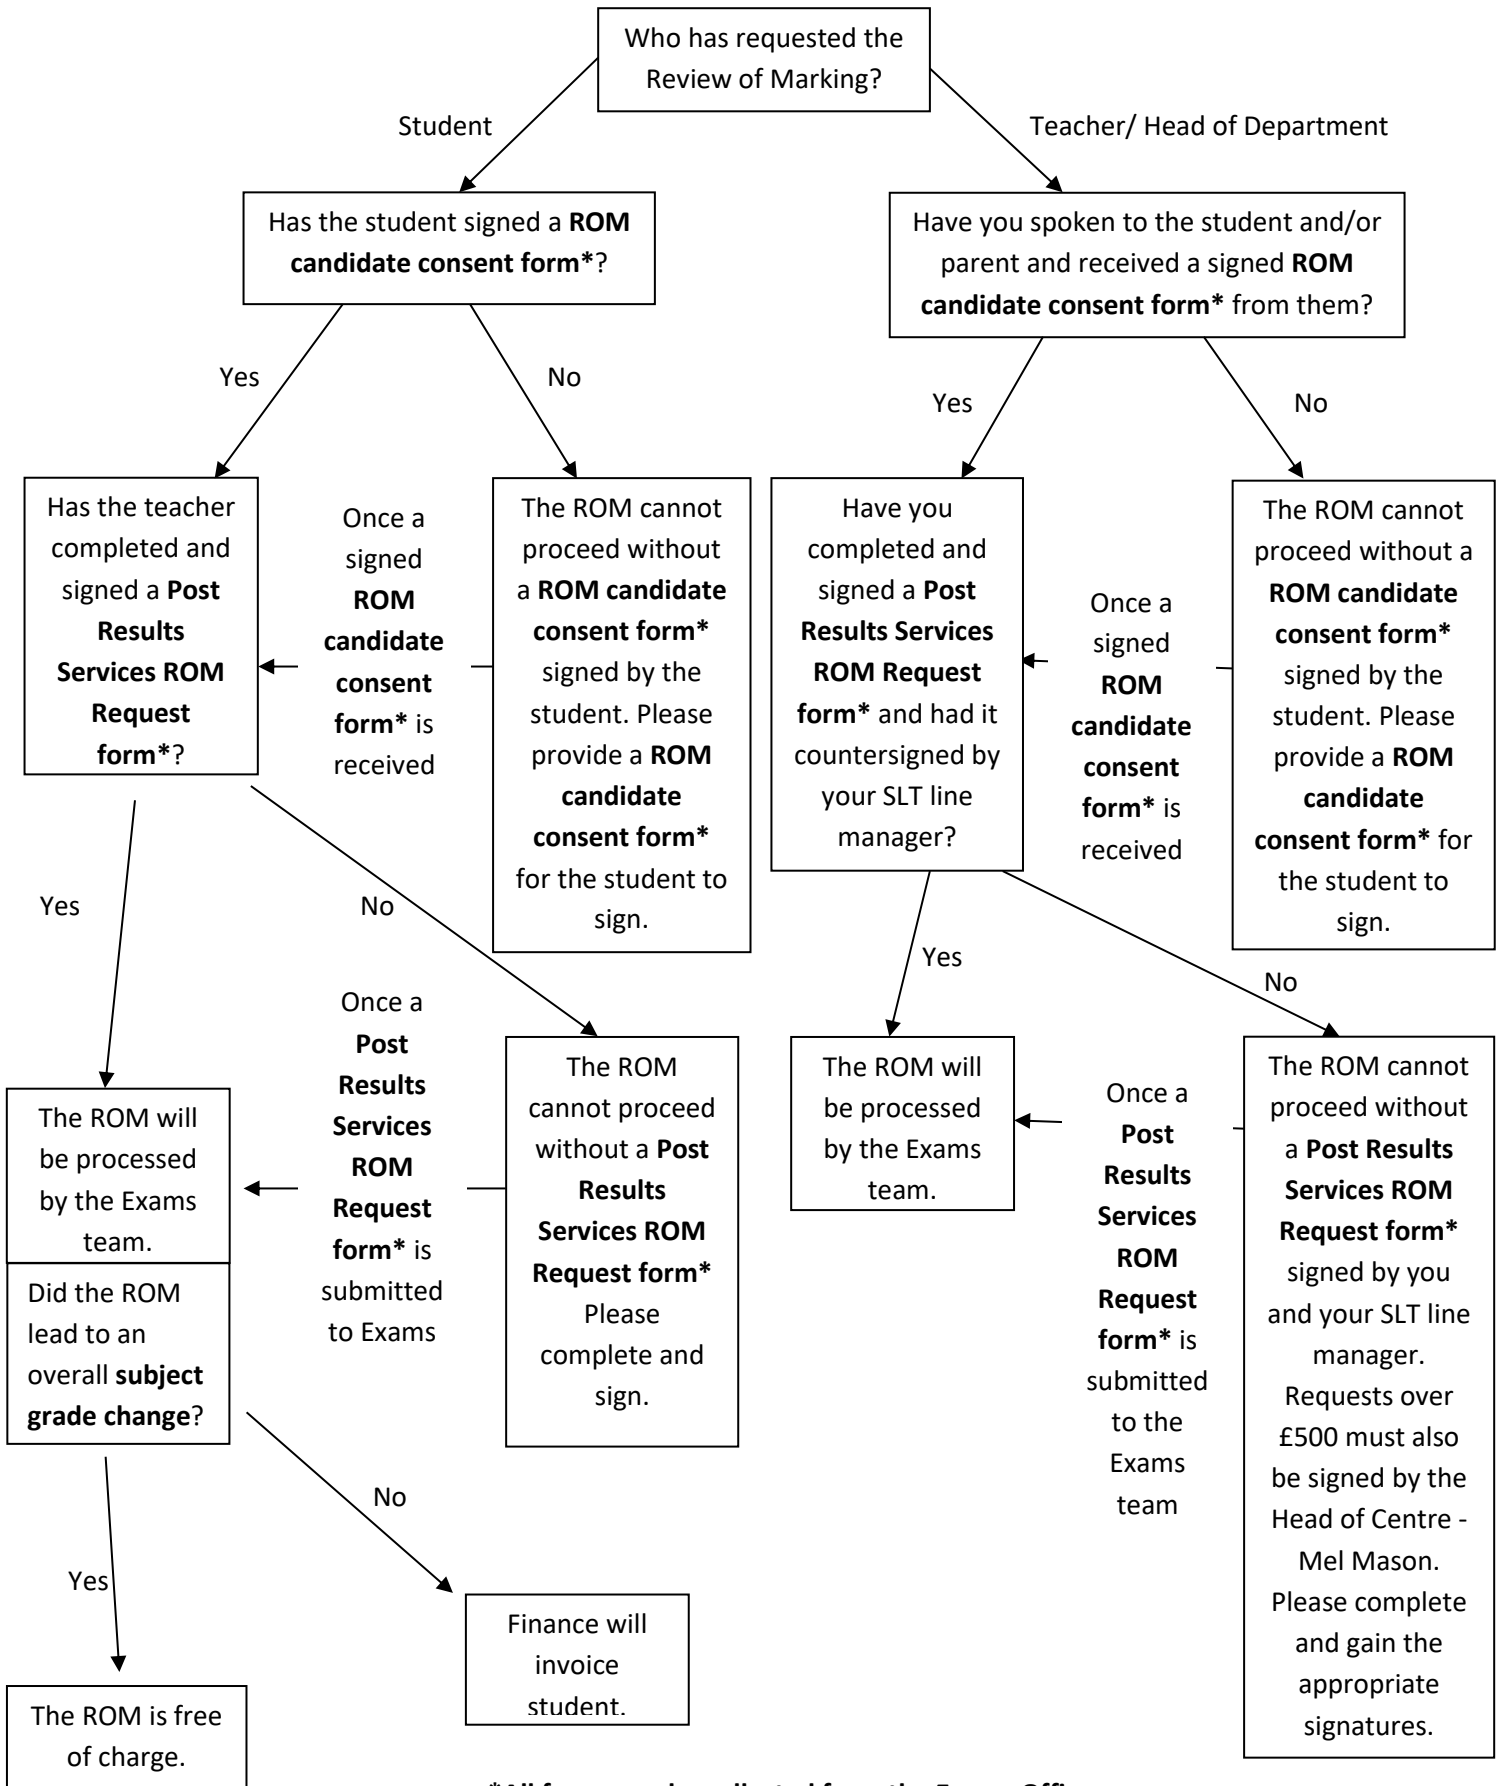 Who has requested the
Review of Marking?
Student
Teacher/ Head of Department
Has the student signed a ROM
candidate consent form*?
Have you spoken to the student and/or
parent and received a signed ROM
candidate consent form* from them?
Yes
No
Yes
No
Has the teacher
completed and
signed a Post
Results
Services ROM
Request
form*?
Once a
signed
ROM
candidate
consent
form* is
received
The ROM cannot
proceed without
a ROM candidate
consent form*
signed by the
student. Please
provide a ROM
candidate
consent form*
for the student to
sign.
Have you
completed and
signed a Post
Results Services
ROM Request
form* and had it
countersigned by
your SLT line
manager?
Once a
signed
ROM
candidate
consent
form* is
received
The ROM cannot
proceed without a
ROM candidate
consent form*
signed by the
student. Please
provide a ROM
candidate
consent form* for
the student to
sign.
Yes
No
Yes
No
The ROM will
be processed
by the Exams
team.
Once a
Post
Results
Services
ROM
Request
form* is
submitted
to Exams
The ROM
cannot proceed
without a Post
Results
Services ROM
Request form*
Please
complete and
sign.
The ROM will
be processed
by the Exams
team.
Once a
Post
Results
Services
ROM
Request
form* is
submitted
to the
Exams
team
The ROM cannot
proceed without
a Post Results
Services ROM
Request form*
signed by you
and your SLT line
manager.
Requests over
£500 must also
be signed by the
Head of Centre -
Mel Mason.
Please complete
and gain the
appropriate
signatures.
Did the ROM
lead to an
overall subject
grade change?
Yes
No
Finance will
invoice
student.
The ROM is free
of charge.